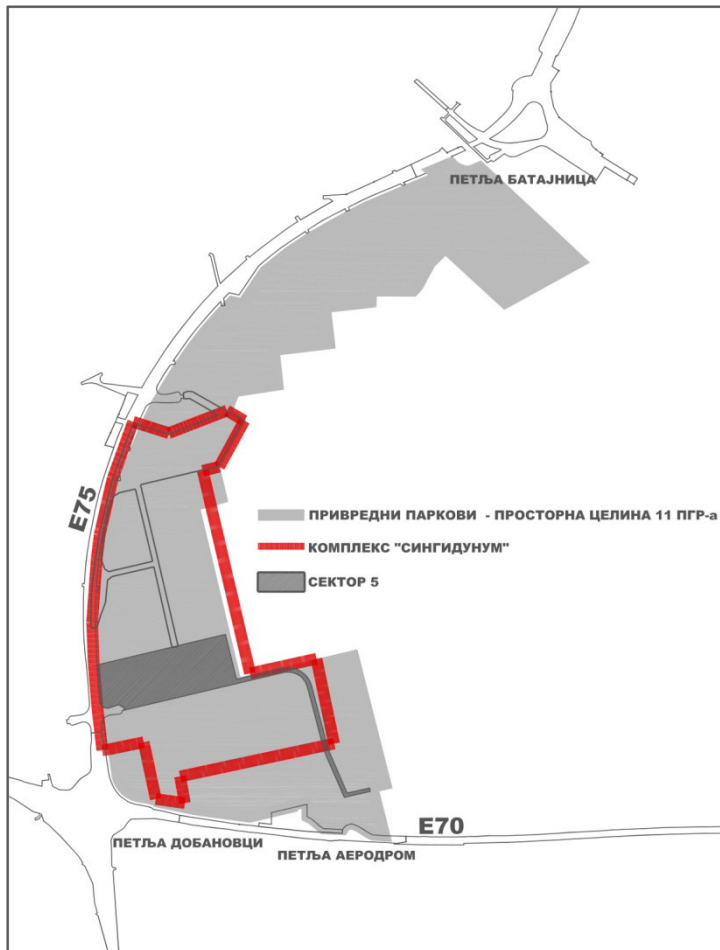 ПЕТЉА БАТАЈНИЦА
E75
ПРИВРЕДНИ ПАРКОВИ - ПРОСТОРНА ЦЕЛИНА 11 ПГР-а
КОМПЛЕКС "СИНГИДУНУМ"
СЕКТОР 5
E70
ПЕТЉА ДОБАНОВЦИ
ПЕТЉА АЕРОДРОМ